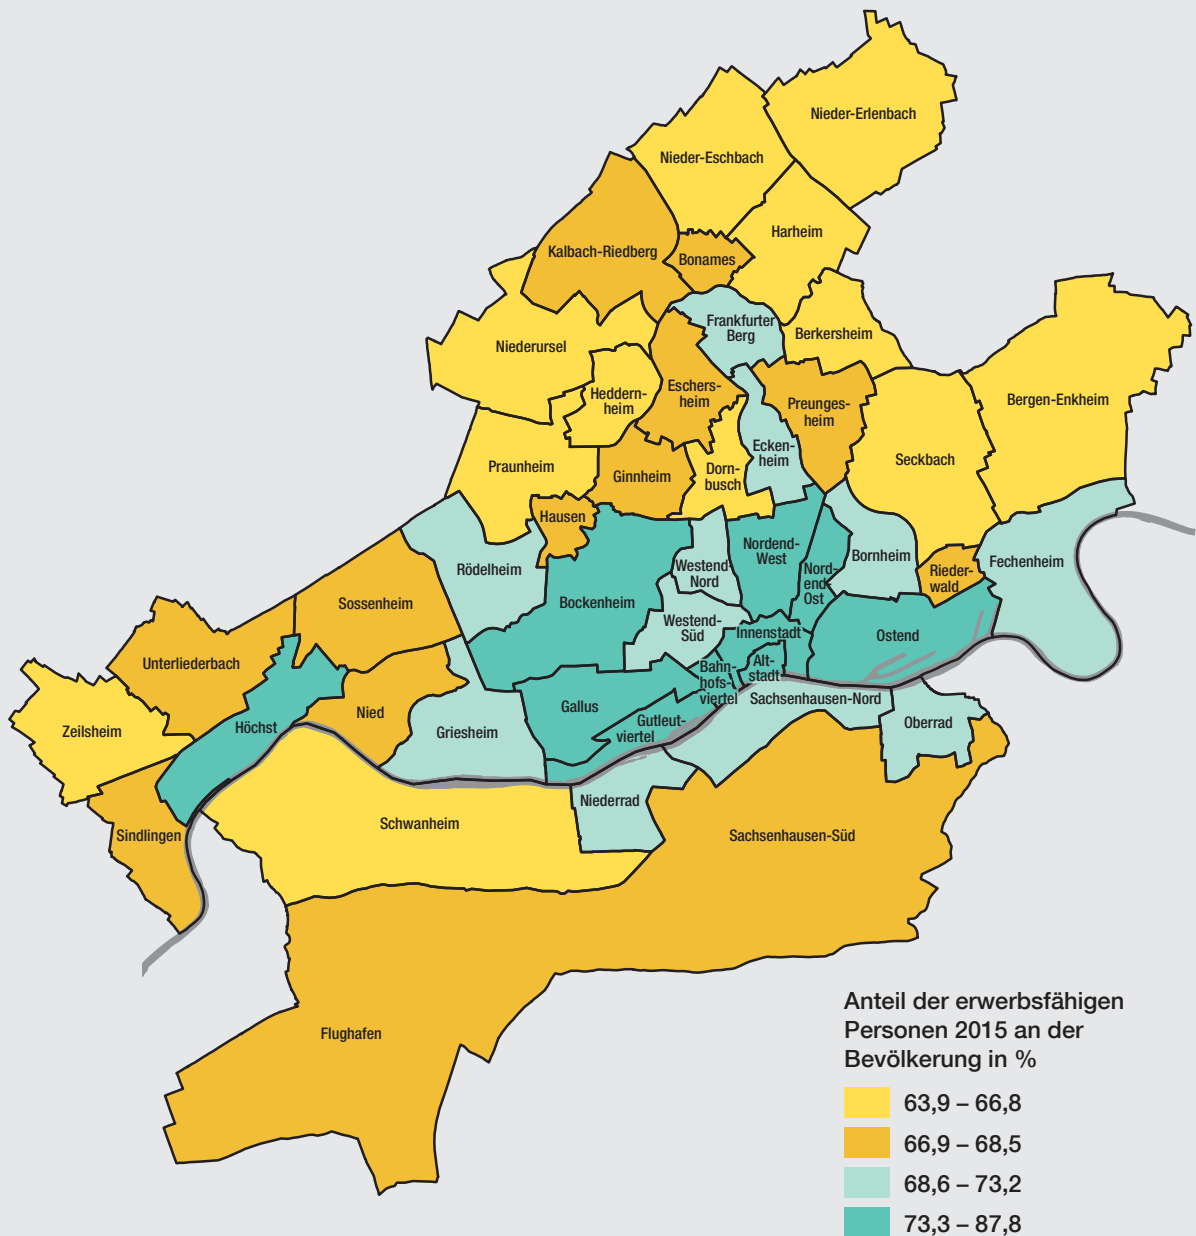 Nieder-Erlenbach
Nieder-Eschbach
Harheim
Kalbach-Riedberg
Bonames
Frankfurter
Berg
Berkersheim
Niederursel
Heddern-
heim
Eschers-
heim
Preunges-
heim
Bergen-Enkheim
Praunheim
Ginnheim
Dorn-
busch
Ecken-
heim
Seckbach
Hausen
Rödelheim
Westend-
Nord
Nordend-
West
Nord-
end-
Ost
Bornheim
Rieder-
wald
Fechenheim
Sossenheim
Bockenheim
Westend-
Süd
Innenstadt
Ostend
Unterliederbach
Bahn-
hofs-
viertel
Alt-
stadt
Zeilsheim
Höchst
Nied
Griesheim
Gallus
Gutleut-
viertel
Sachsenhausen-Nord
Oberrad
Sindlingen
Schwanheim
Niederrad
Sachsenhausen-Süd
Flughafen
Anteil der erwerbsfähigen
Personen 2015 an der
Bevölkerung in %
63,9 – 66,8
66,9 – 68,5
68,6 – 73,2
73,3 – 87,8